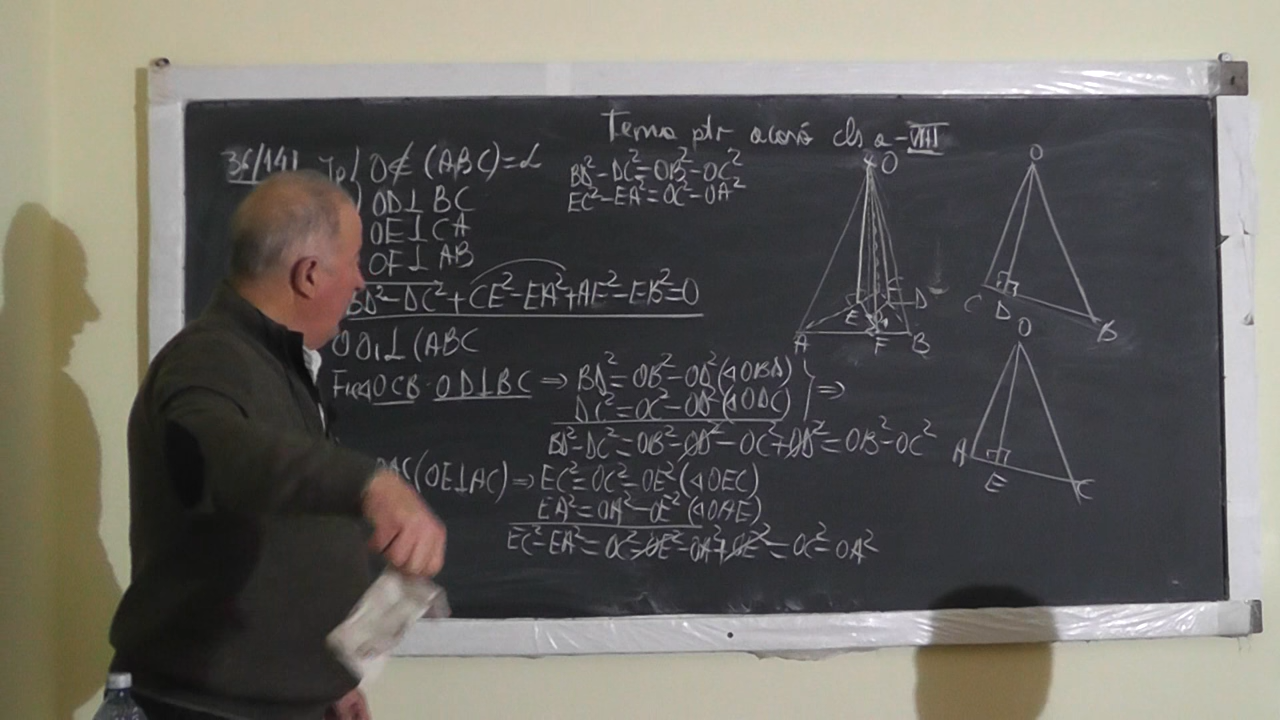 Tema ptr acasă cls a-VIII
36/141 Ip) O∉(ABC)=α
OD⊥BC
OE⊥CA
OF⊥AB
BD²-DC²+CE²-EA²+AF²-FB²=0
BD²-DC²=OB²-OC²
EC²-EA²=OC²-OA²
OO₁⊥(ABC
Fie OCB OD⊥BC ⇒ BD²=OB²-OD² (OBD)
DC²=OC²-OD² (ODC) ⇒
BD²-DC²=OB²-OD²-OC²+OD²=OB²-OC²
(OE⊥AC) ⇒ EC²=OC²-OE² (OEC)
EA²=OA²-OE² (OAE)
EC²-EA²=OC²-OE²-OA²+OE²=OC²-OA²
O
A
E
F
B
D
O
C
D
B
O
A
E
C